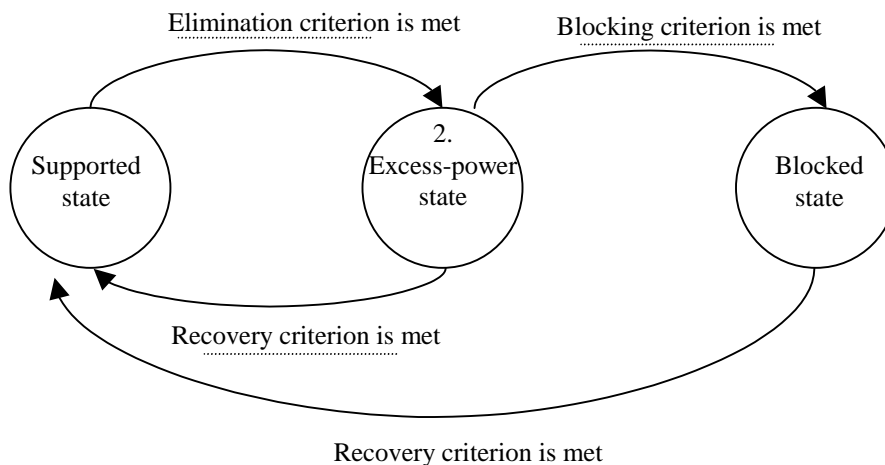 Elimination criterion is met
Blocking criterion is met
Supported
state
2.
Excess-power
state
Blocked
state
Recovery criterion is met
Recovery criterion is met